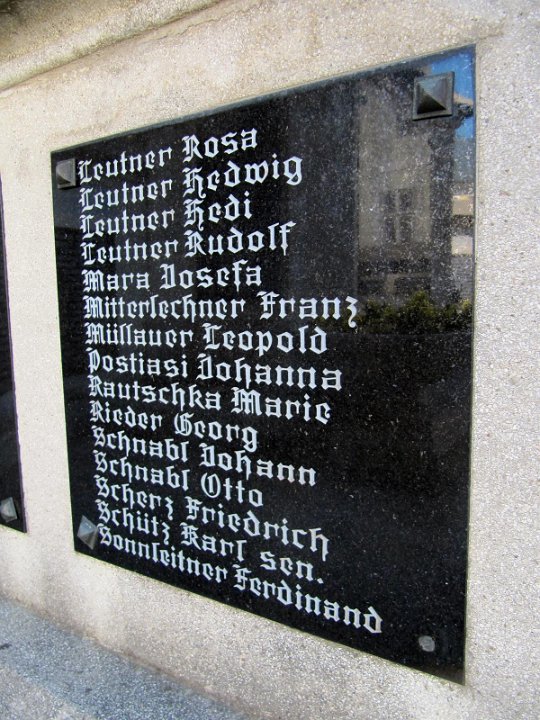 Leutner Rosa
Leutner Hedwig
Leutner Hedi
Leutner Rudolf
Mara Josefa
Mitterlechner Franz
Müllauer Leopold
Postiasi Johanna
Rautschka Marie
Rieder Georg
Schnabl Johann
Schnabl Otto
Scherz Friedrich
Schütz Karl sen.
Sonnleitner Ferdinand